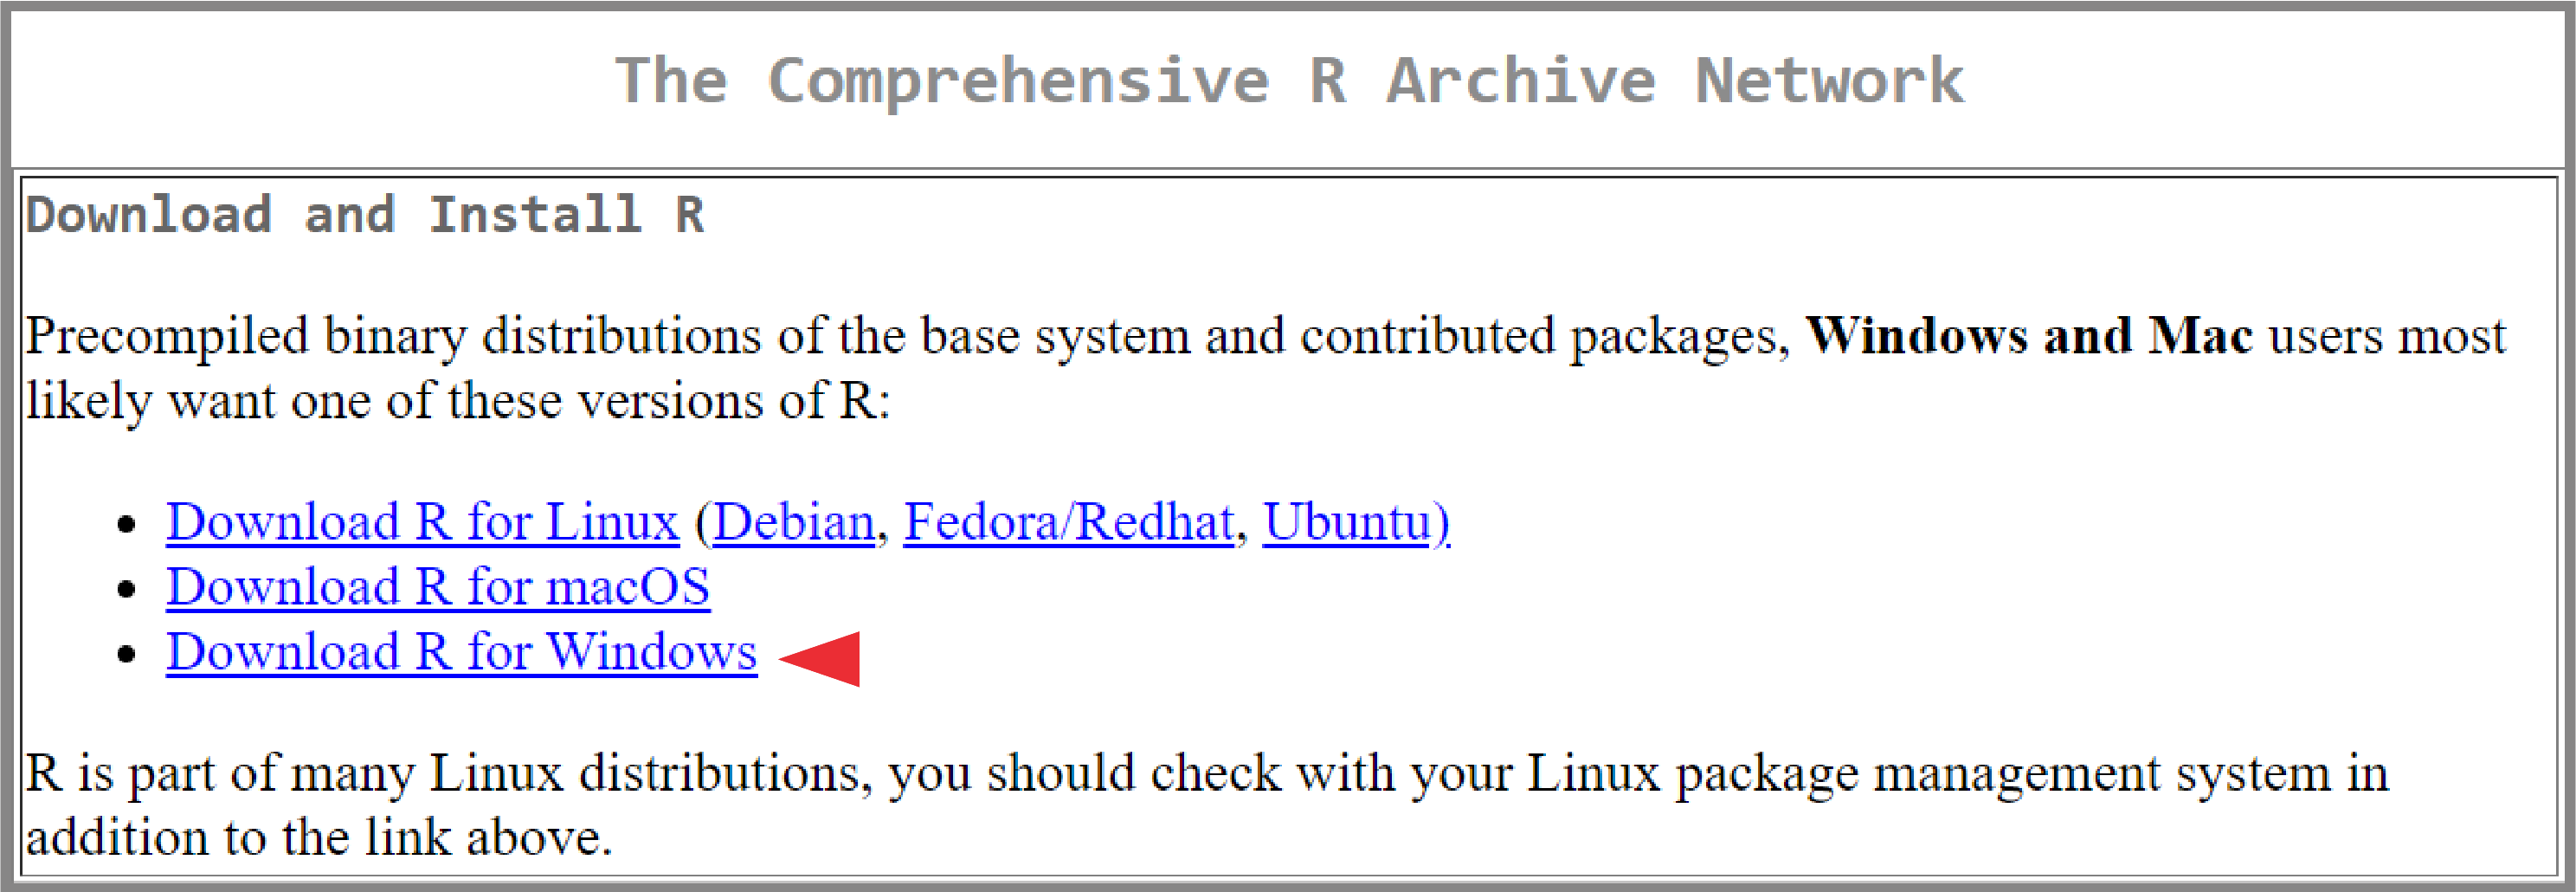 The Comprehensive R Archive Network
Download and Install R
Precompiled binary distributions of the base system and contributed packages, Windows and Mac users most
likely want one of these versions of R:
• Download R for Linux (Debian, Fedora/Redhat, Ubuntu)
• Download R for macOS
• Download R for Windows
R is part of many Linux distributions, you should check with your Linux package management system in
addition to the link above.